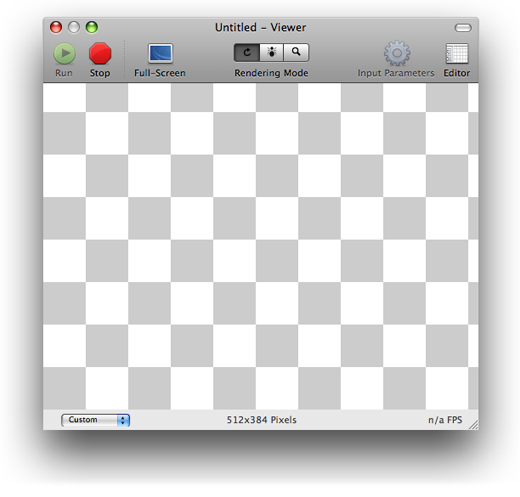 Untitled – Viewer
Run Stop Full-Screen Rendering Mode Input Parameters Editor
Custom 512x384 Pixels n/a FPS